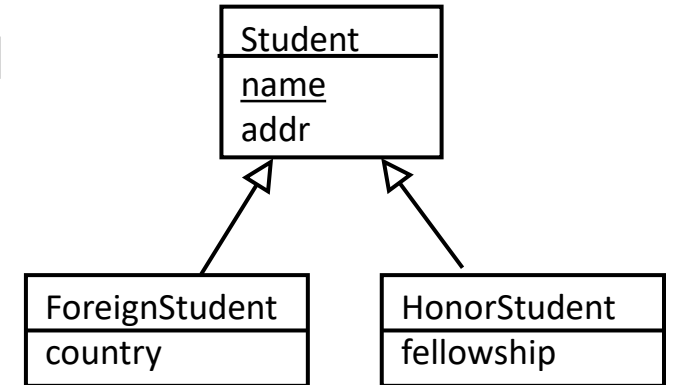 Student
name
addr
ForeignStudent
country
HonorStudent
fellowship